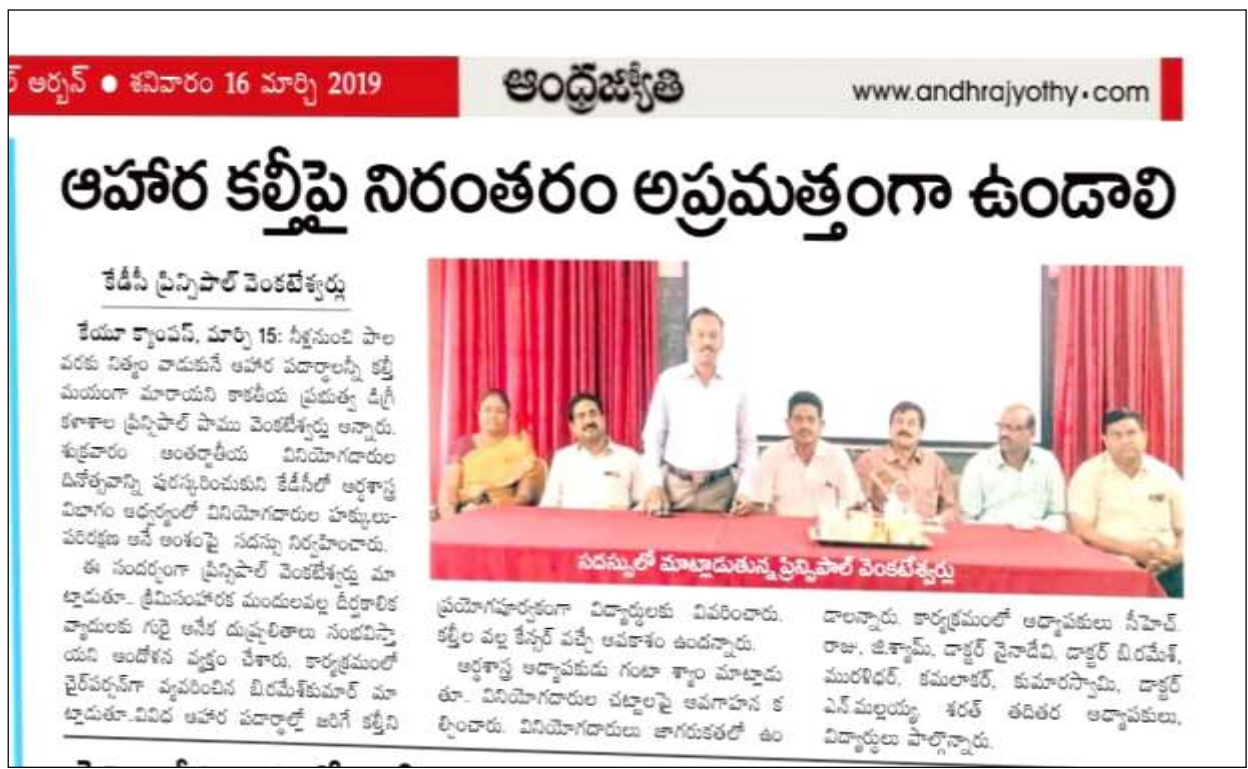 అర్బన్ ● శనివారం 16 మార్చి 2019
ఆంధ్రజ్యోతి
www.andhrajyothy.com
ఆహార కల్తీపై నిరంతరం అప్రమత్తంగా ఉండాలి
కేడీసీ ప్రిన్సిపాల్ వెంకటేశ్వర్లు
కేయూ క్యాంపస్, మార్చి 15: నీళ్లనుంచి పాల
వరకు నిత్యం వాడుకునే ఆహార పదార్థాలన్నీ కల్తీ
మయంగా మారాయని కాకతీయ ప్రభుత్వ డిగ్రీ
కళాశాల ప్రిన్సిపాల్ పాము వెంకటేశ్వర్లు అన్నారు.
శుక్రవారం అంతర్జాతీయ వినియోగదారుల
దినోత్సవాన్ని పురస్కరించుకుని కేడీసీలో అర్థశాస్త్ర
విభాగం ఆధ్వర్యంలో వినియోగదారుల హక్కులు-
పరిరక్షణ అనే అంశంపై సదస్సు నిర్వహించారు.
ఈ సందర్భంగా ప్రిన్సిపాల్ వెంకటేశ్వర్లు మా
ట్లాడుతూ.. క్రిమిసంహారక మందులవల్ల దీర్ఘకాలిక
వ్యాధులకు గురై అనేక దుష్ఫలితాలు సంభవిస్తా
యని ఆందోళన వ్యక్తం చేశారు. కార్యక్రమంలో
చైర్‌పర్సన్‌గా వ్యవరించిన బి.రమేశ్‌కుమార్ మా
ట్లాడుతూ..వివిధ ఆహార పదార్థాల్లో జరిగే కల్తీని
సదస్సులో మాట్లాడుతున్న ప్రిన్సిపాల్ వెంకటేశ్వర్లు
ప్రయోగపూర్వకంగా విద్యార్థులకు వివరించారు.
కల్తీల వల్ల కేన్సర్ వచ్చే అవకాశం ఉందన్నారు.
అర్థశాస్త్ర అధ్యాపకుడు గంటా శ్యాం మాట్లాడు
తూ.. వినియోగదారుల చట్టాలపై అవగాహన క
ల్పించారు. వినియోగదారులు జాగరుకతలో ఉం
డాలన్నారు. కార్యక్రమంలో అధ్యాపకులు సీహెచ్.
రాజు, జి.శ్యామ్, డాక్టర్ నైనాదేవి, డాక్టర్ బి.రమేశ్,
మురళిధర్, కమలాకర్, కుమారస్వామి, డాక్టర్
ఎన్.మల్లయ్య, శరత్ తదితర అధ్యాపకులు,
విద్యార్థులు పాల్గొన్నారు.